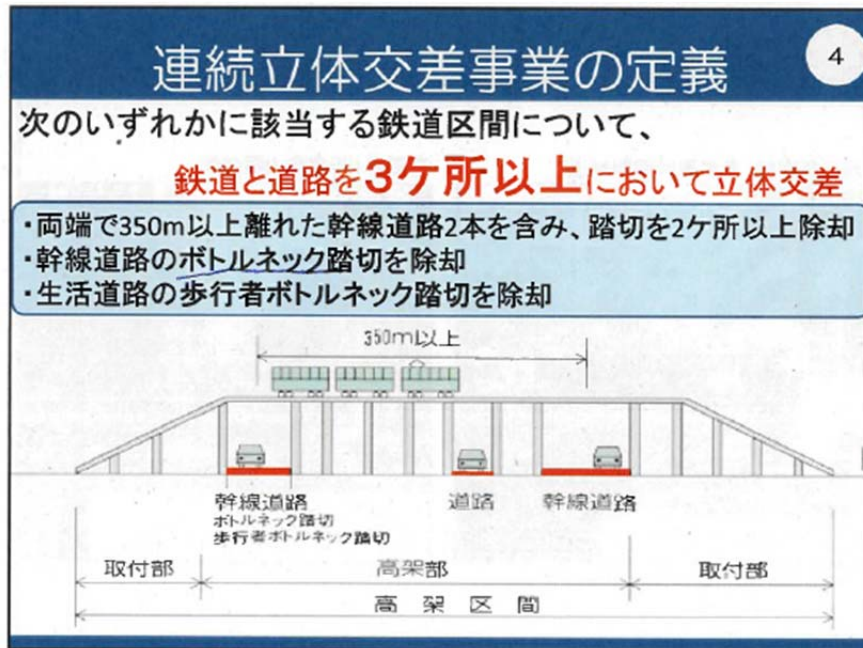 連続立体交差事業の定義
4
次のいずれかに該当する鉄道区間について、
鉄道と道路を3ケ所以上において立体交差
・両端で350m以上離れた幹線道路2本を含み、踏切を2ケ所以上除却
・幹線道路のボトルネック踏切を除却
・生活道路の歩行者ボトルネック踏切を除却
350m以上
幹線道路 道路 幹線道路
ボトルネック踏切
歩行者ボトルネック踏切
取付部 高架部 取付部
高架区間